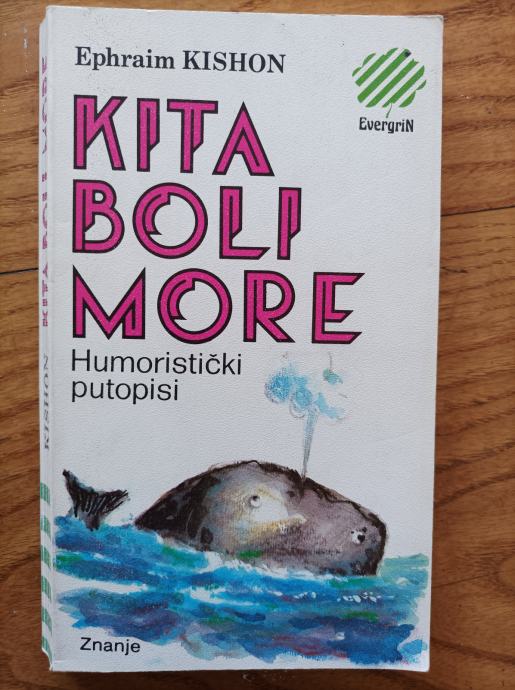 Ephraim KISHON
EvergriN
KITA
BOLI
MORE
Humoristički
putopisi
Znanje
KISHON KITA BOLI MORE